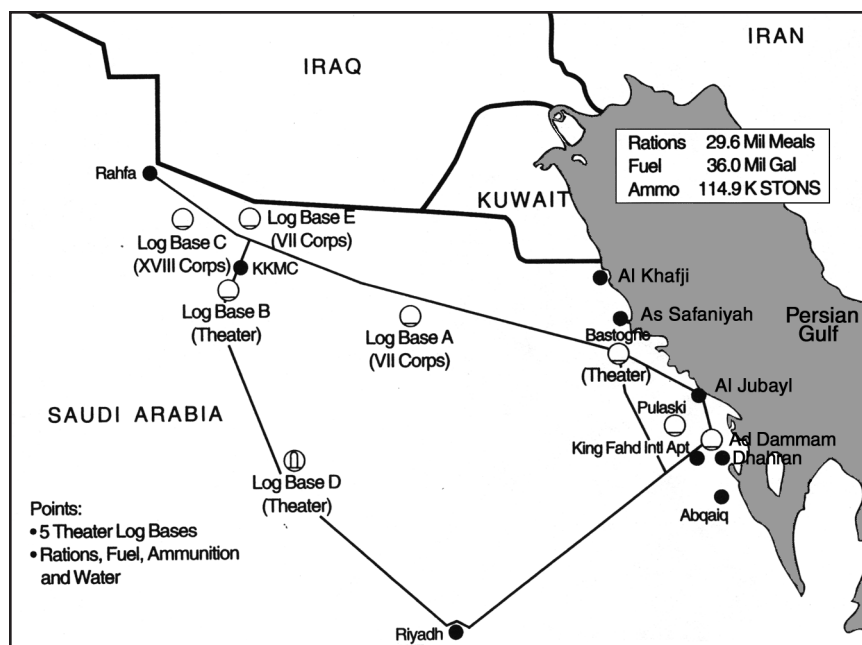 IRAN
IRAQ
Rations 29.6 Mil Meals
Fuel 36.0 Mil Gal
Ammo 114.9 K STONS
Rahfa
KUWAIT
Log Base C
(XVIII Corps)
Log Base E
(VII Corps)
KKMC
Al Khafji
Log Base B
(Theater)
Log Base A
(VII Corps)
As Safaniyah
Bastogne
(Theater)
Persian
Gulf
Al Jubayl
SAUDI ARABIA
Pulaski
King Fahd Intl Apt
Ad Dammam
Dhahran
Log Base D
(Theater)
Abqaiq
Points:
• 5 Theater Log Bases
• Rations, Fuel, Ammunition
and Water
Riyadh